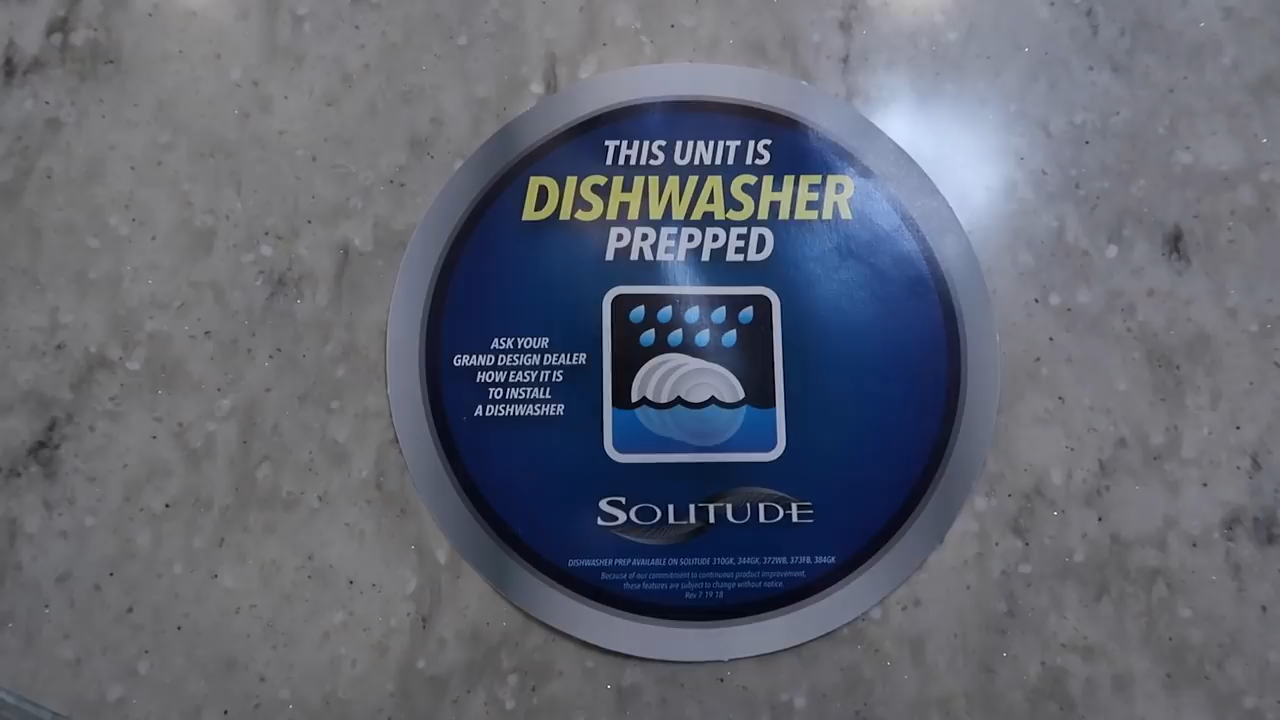 THIS UNIT IS
DISHWASHER
PREPPED
ASK YOUR
GRAND DESIGN DEALER
HOW EASY IT IS
TO INSTALL
A DISHWASHER
SOLITUDE
DISHWASHER PREP AVAILABLE ON SOLITUDE 310GK, 344GK, 372WB, 373FB, 384GK
Because of our commitment to continuous product improvement,
these features are subject to change without notice.
Rev 7 19 18